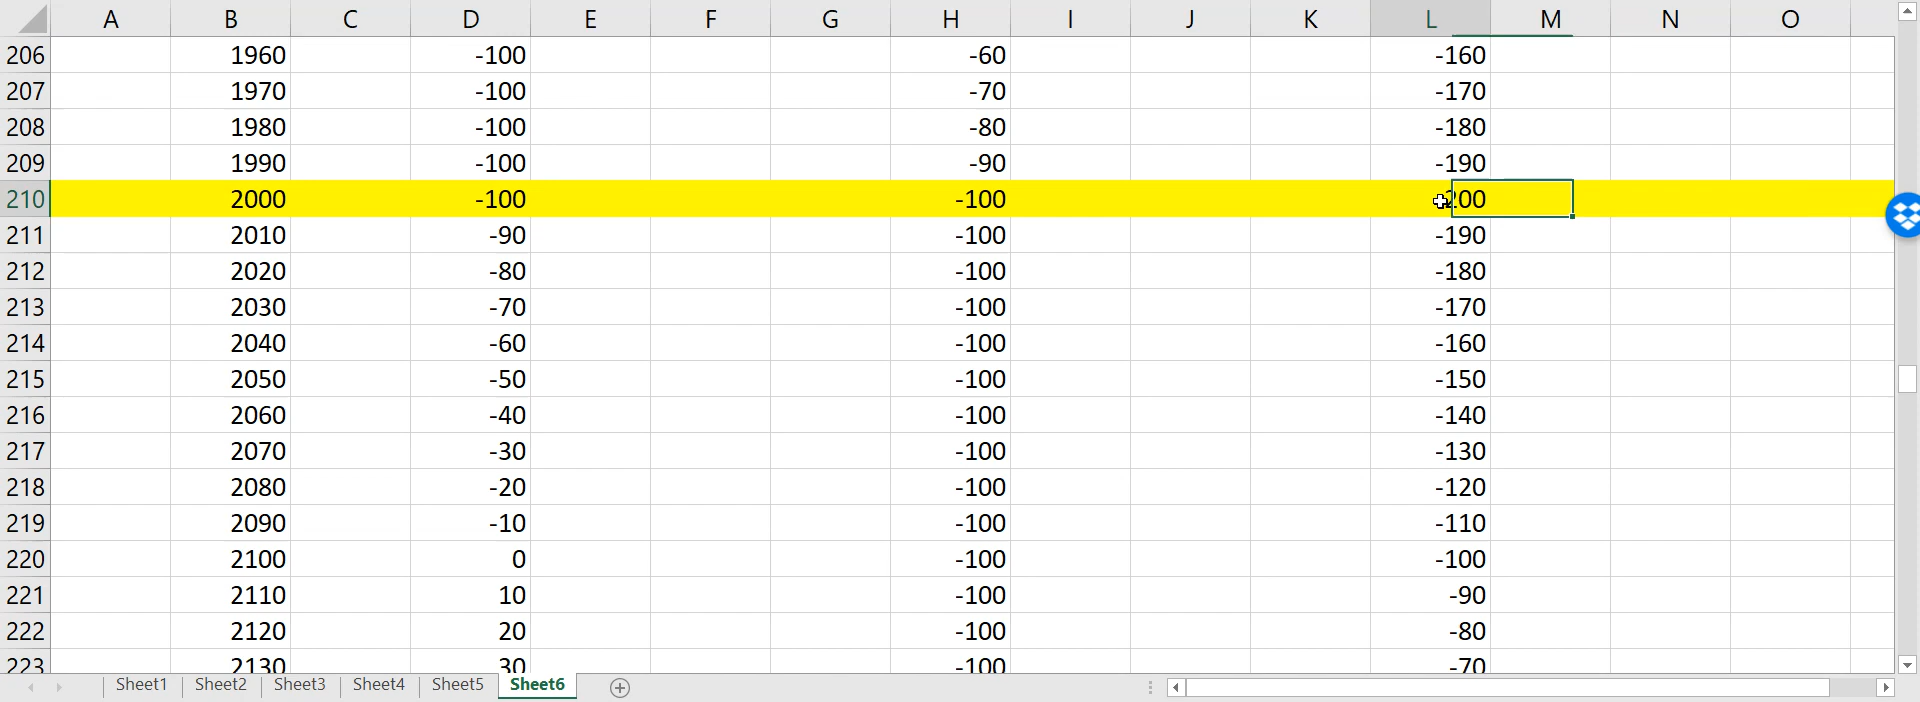 A B C D E F G H I J K L M N O
206 1960 -100 -60 -160
207 1970 -100 -70 -170
208 1980 -100 -80 -180
209 1990 -100 -90 -190
210 2000 -100 -100 200
211 2010 -90 -100 -190
212 2020 -80 -100 -180
213 2030 -70 -100 -170
214 2040 -60 -100 -160
215 2050 -50 -100 -150
216 2060 -40 -100 -140
217 2070 -30 -100 -130
218 2080 -20 -100 -120
219 2090 -10 -100 -110
220 2100 0 -100 -100
221 2110 10 -100 -90
222 2120 20 -100 -80
223 2130 30 -100 -70
Sheet1 Sheet2 Sheet3 Sheet4 Sheet5 Sheet6